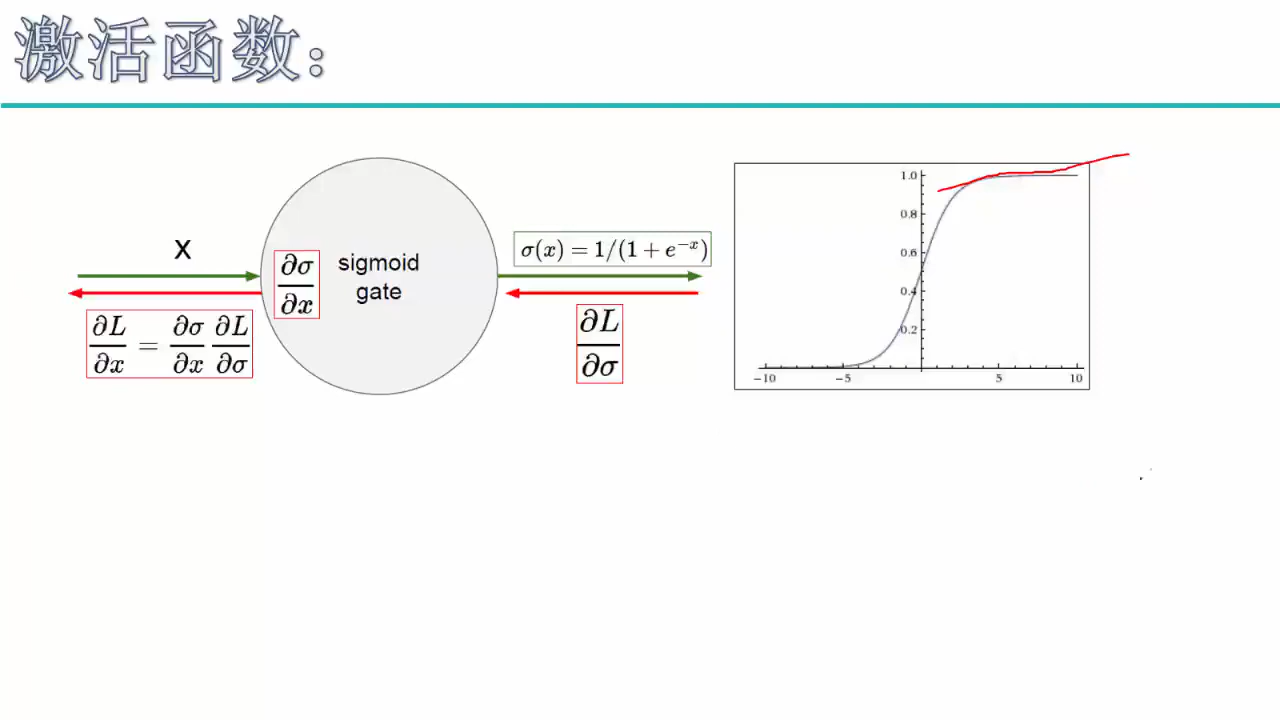 激活函数:
x
∂L/∂x = ∂σ/∂x ∂L/∂σ
∂σ/∂x
sigmoid
gate
σ(x) = 1/(1 + e^{-x})
∂L/∂σ
1.0
0.8
0.6
0.4
0.2
−10 −5 5 10